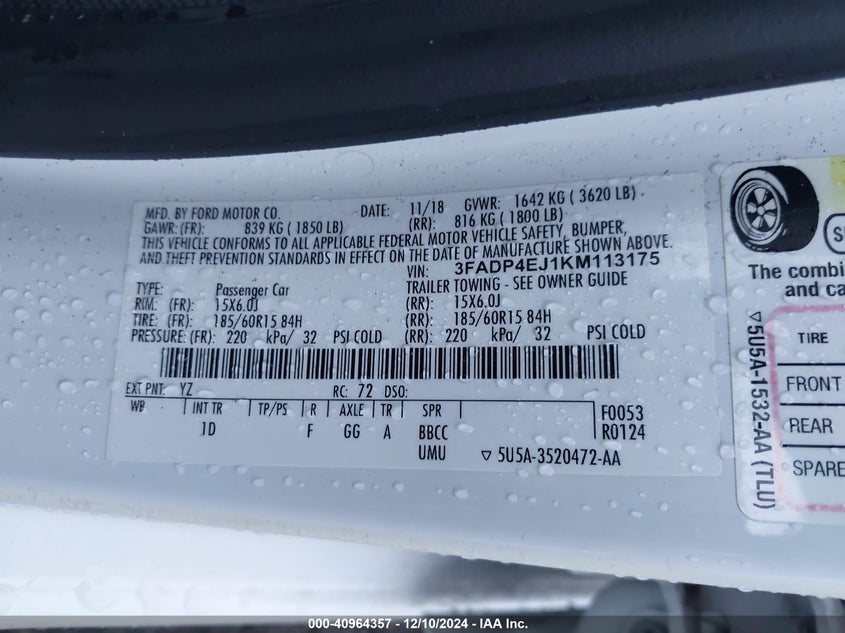 MFD. BY FORD MOTOR CO. DATE: 11/18 GVWR: 1642 KG ( 3620 LB)
GAWR: (FR): 839 KG ( 1850 LB) (RR): 816 KG ( 1800 LB)
THIS VEHICLE CONFORMS TO ALL APPLICABLE FEDERAL MOTOR VEHICLE SAFETY, BUMPER,
AND THEFT PREVENTION STANDARDS IN EFFECT ON THE DATE OF MANUFACTURE SHOWN ABOVE.
VIN: 3FADP4EJ1KM113175
TYPE: Passenger Car TRAILER TOWING - SEE OWNER GUIDE
RIM: (FR): 15X6.0J (RR): 15X6.0J
TIRE: (FR): 185/60R15 84H (RR): 185/60R15 84H
PRESSURE: (FR): 220 kPa/ 32 PSI COLD (RR): 220 kPa/ 32 PSI COLD
EXT PNT: YZ RC: 72 DSO:
WB INT TR TP/PS R AXLE TR SPR F0053
1D F GG A BBCC R0124
UMU ▽ 5U5A-3520472-AA
The combin
and ca
▽5U5A-1532-AA (TLU)
TIRE
FRONT
REAR
SPARE
000-40964357 - 12/10/2024 - IAA Inc.